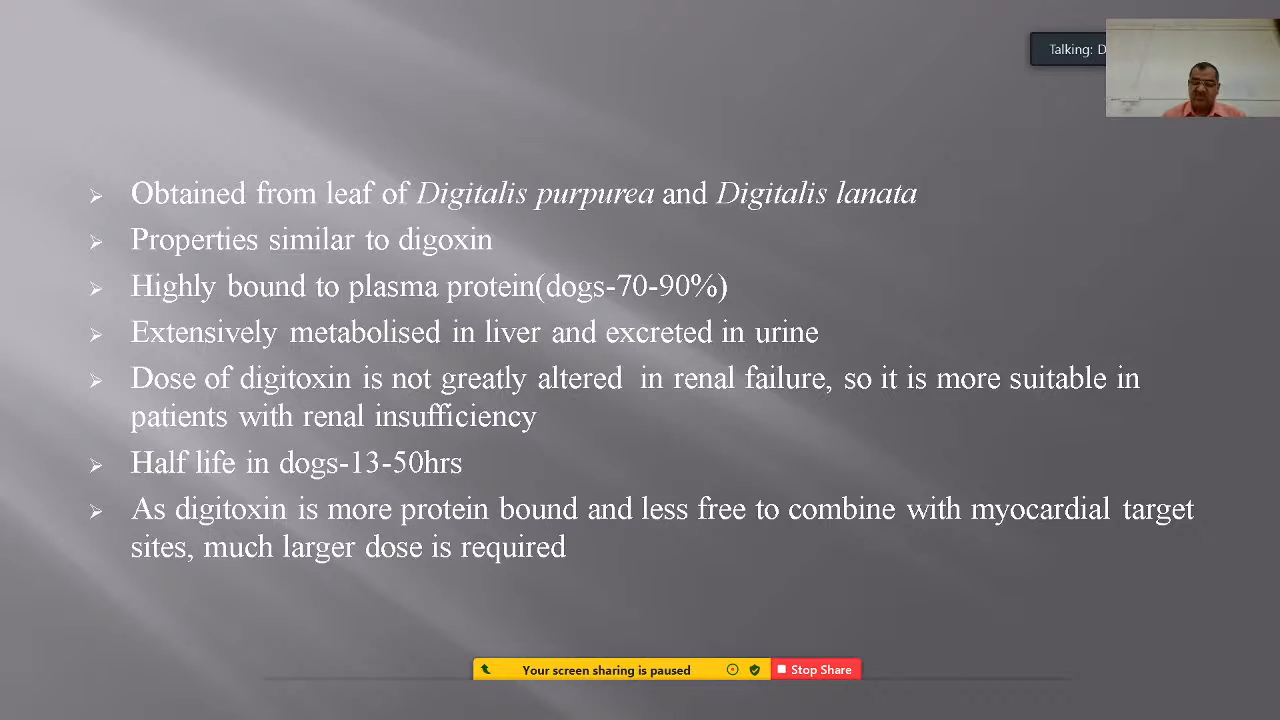 Talking: D
Obtained from leaf of Digitalis purpurea and Digitalis lanata
Properties similar to digoxin
Highly bound to plasma protein(dogs-70-90%)
Extensively metabolised in liver and excreted in urine
Dose of digitoxin is not greatly altered in renal failure, so it is more suitable in
patients with renal insufficiency
Half life in dogs-13-50hrs
As digitoxin is more protein bound and less free to combine with myocardial target
sites, much larger dose is required
Your screen sharing is paused
Stop Share